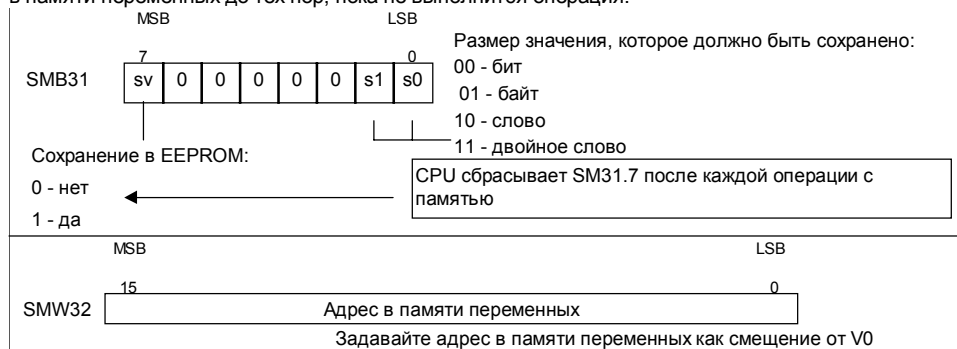 в памяти переменных до тех пор, пока не выполнится операция.
MSB LSB
7 0
SMB31 sv 0 0 0 0 0 s1 s0
Размер значения, которое должно быть сохранено:
00 - бит
01 - байт
10 - слово
11 - двойное слово
Сохранение в EEPROM:
0 - нет
1 - да
CPU сбрасывает SM31.7 после каждой операции с
памятью
MSB LSB
15 0
SMW32 Адрес в памяти переменных
Задавайте адрес в памяти переменных как смещение от V0